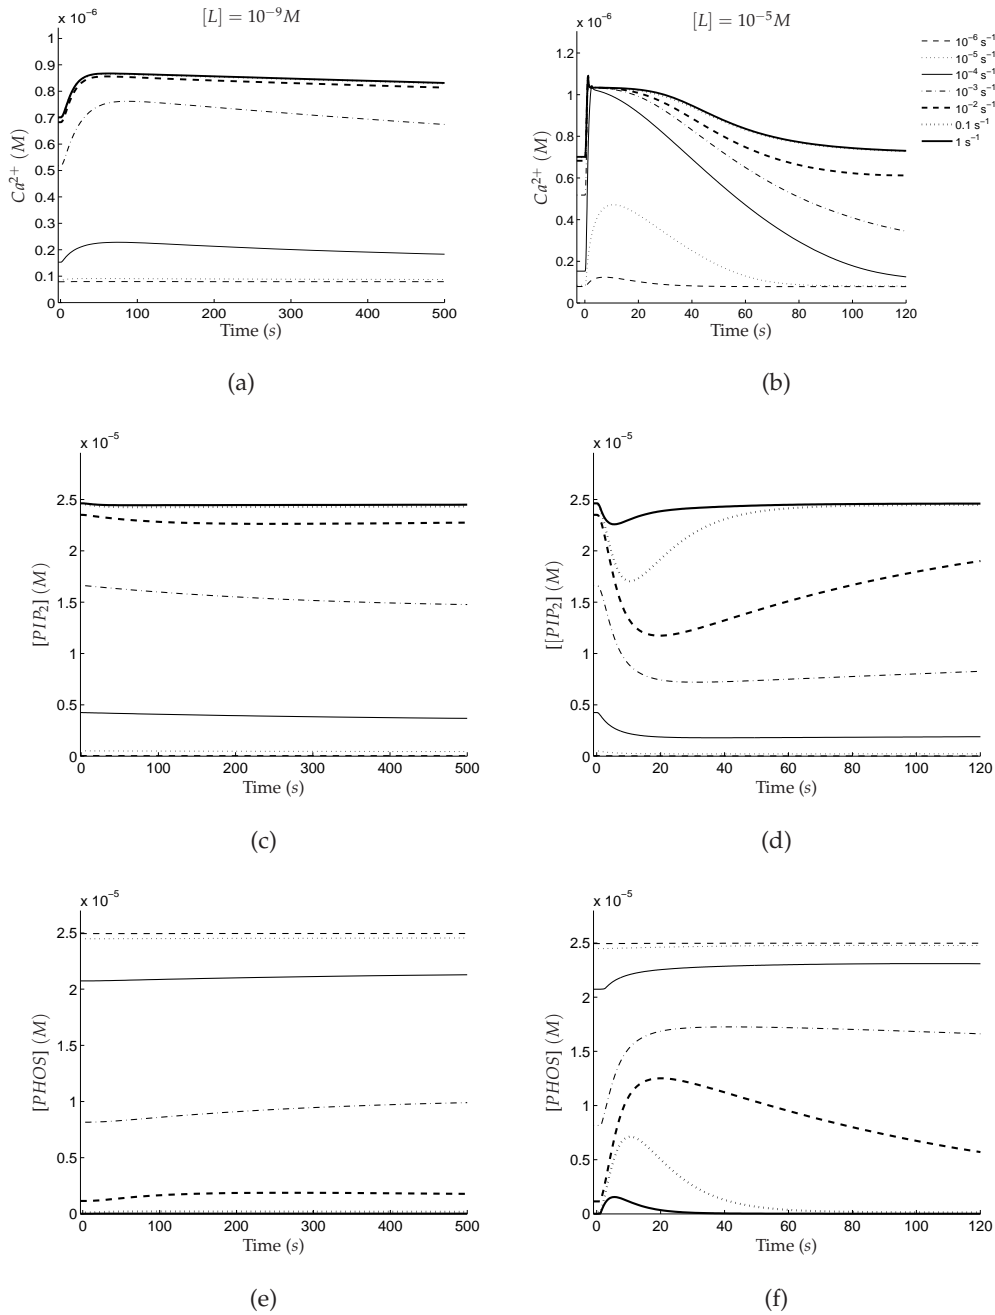 [L] = 10⁻⁹M
x 10⁻⁶
1
0.9
0.8
0.7
0.6
0.5
0.4
0.3
0.2
0.1
0
Ca²⁺ (M)
0 100 200 300 400 500
Time (s)
(a)
[L] = 10⁻⁵M
x 10⁻⁶
1.2
1
0.8
0.6
0.4
0.2
0
Ca²⁺ (M)
0 20 40 60 80 100 120
Time (s)
10⁻⁶ s⁻¹
10⁻⁵ s⁻¹
10⁻⁴ s⁻¹
10⁻³ s⁻¹
10⁻² s⁻¹
0.1 s⁻¹
1 s⁻¹
(b)
x 10⁻⁵
2.5
2
1.5
1
0.5
0
[PIP₂] (M)
0 100 200 300 400 500
Time (s)
(c)
x 10⁻⁵
2.5
2
1.5
1
0.5
0
[[PIP₂] (M)
0 20 40 60 80 100 120
Time (s)
(d)
x 10⁻⁵
2.5
2
1.5
1
0.5
0
[PHOS] (M)
0 100 200 300 400 500
Time (s)
(e)
x 10⁻⁵
2.5
2
1.5
1
0.5
0
[PHOS] (M)
0 20 40 60 80 100 120
Time (s)
(f)